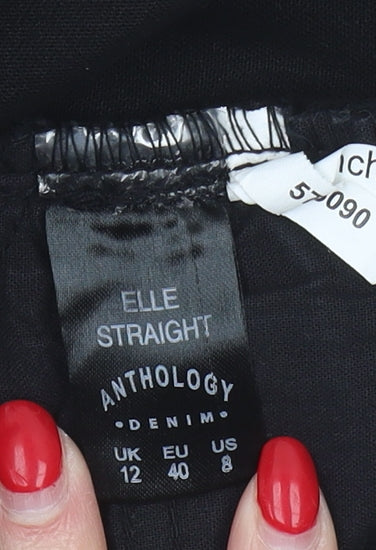 ELLE
STRAIGHT
ANTHOLOGY
•DENIM•
UK EU US
12 40 8
57090